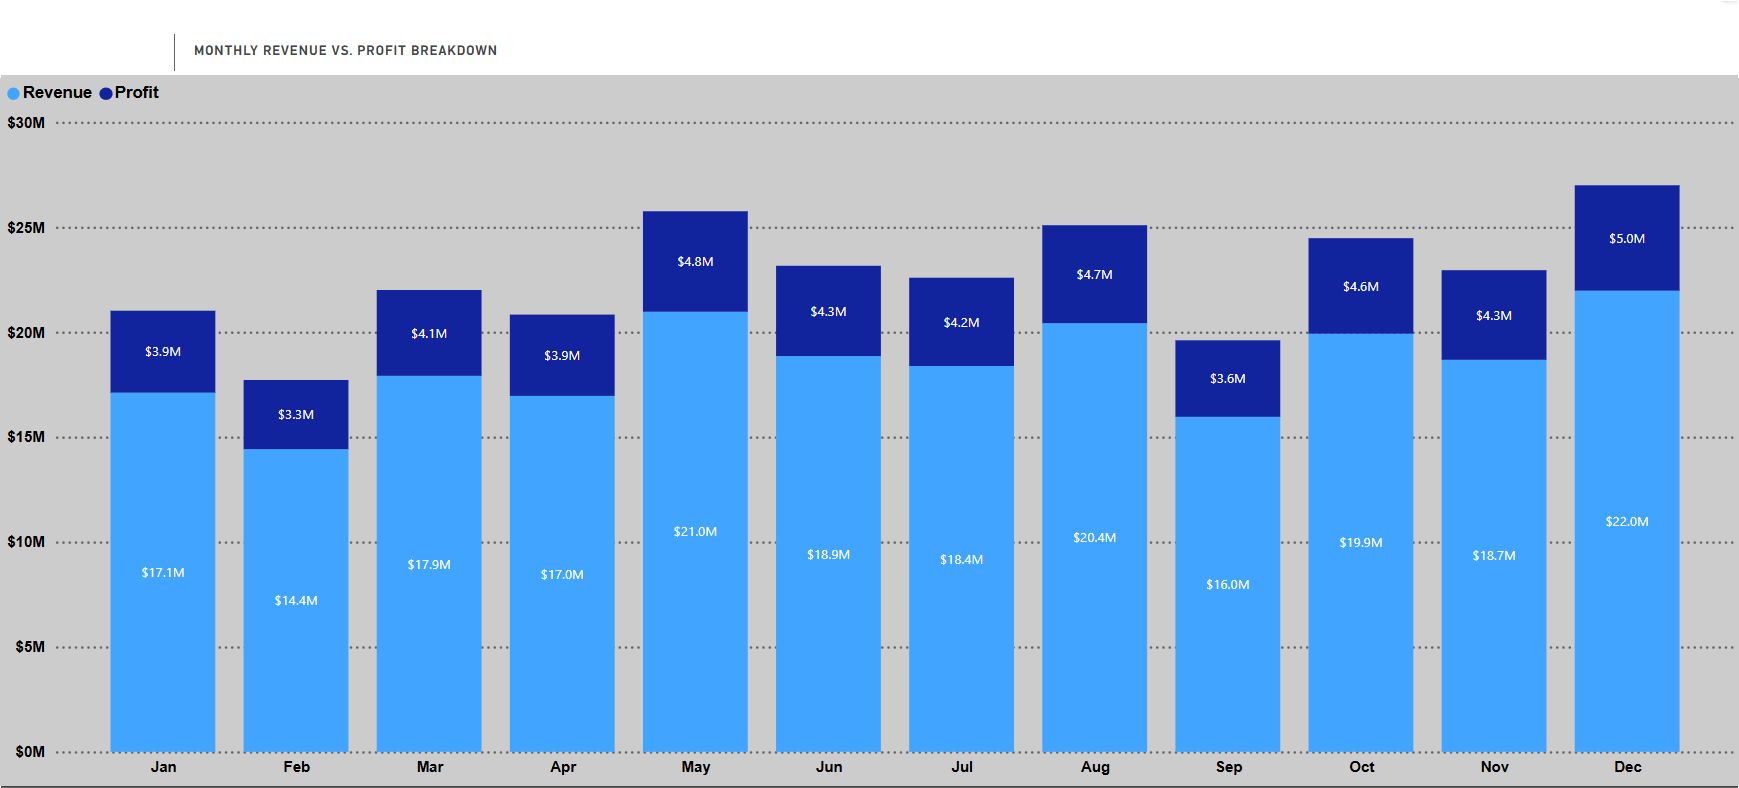 MONTHLY REVENUE VS. PROFIT BREAKDOWN
Revenue Profit
$30M
$25M
$20M
$15M
$10M
$5M
$0M
$3.9M
$3.3M
$4.1M
$3.9M
$4.8M
$4.3M
$4.2M
$4.7M
$3.6M
$4.6M
$4.3M
$5.0M
$17.1M
$14.4M
$17.9M
$17.0M
$21.0M
$18.9M
$18.4M
$20.4M
$16.0M
$19.9M
$18.7M
$22.0M
Jan Feb Mar Apr May Jun Jul Aug Sep Oct Nov Dec